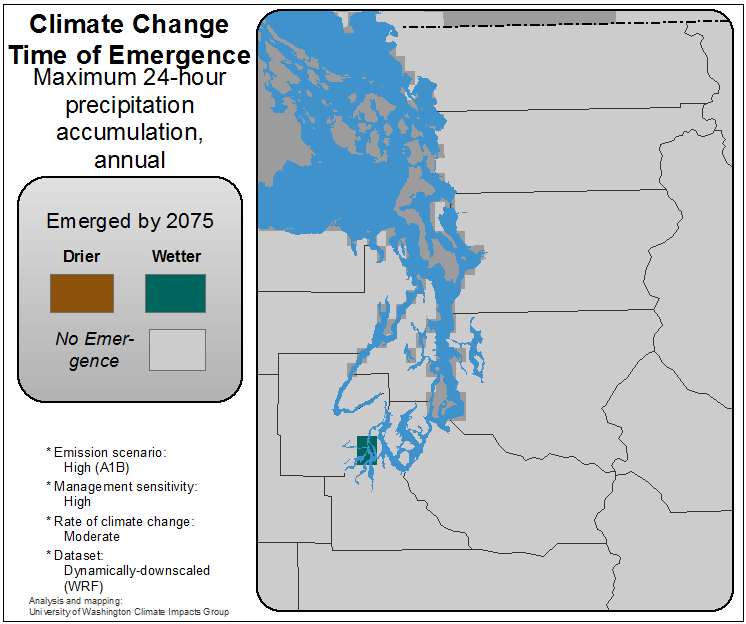 Climate Change
Time of Emergence
Maximum 24-hour
precipitation
accumulation,
annual
Emerged by 2075
Drier Wetter
No Emer-
gence
* Emission scenario:
High (A1B)
* Management sensitivity:
High
* Rate of climate change:
Moderate
* Dataset:
Dynamically-downscaled
(WRF)
Analysis and mapping:
University of Washington Climate Impacts Group